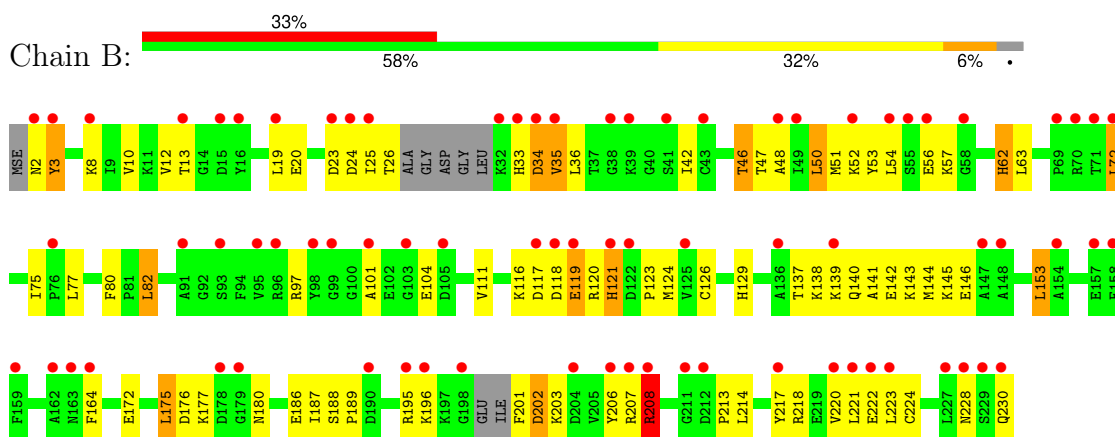 33%
Chain B:
58% 32% 6% •
MSE N2 Y3 K8 I9 V10 K11 V12 T13 G14 D15 Y16 L19 E20 D23 D24 I25 T26 ALA GLY ASP GLY LEU K32 H33 D34 V35 L36 T37 G38 K39 G40 S41 I42 C43 T46 T47 A48 I49 L50 M51 K52 Y53 L54 S55 E56 K57 G58 H62 L63 P69 R70 T71 L72
I75 P76 L77 F80 P81 L82 A91 G92 S93 F94 V95 R96 R97 Y98 G99 G100 A101 E102 G103 E104 D105 V111 K116 D117 D118 E119 R120 H121 D122 P123 M124 V125 C126 H129 A136 T137 K138 K139 Q140 A141 E142 K143 M144 K145 E146 A147 A148 L153 A154 E157 E158
F159 A162 N163 F164 E172 L175 D176 K177 D178 G179 N180 E186 I187 S188 P189 D190 R195 K196 K197 G198 GLU ILE F201 D202 K203 D204 V205 Y206 R207 R208 G211 D212 P213 L214 Y217 R218 E219 V220 L221 E222 L223 C224 L227 N228 S229 Q230